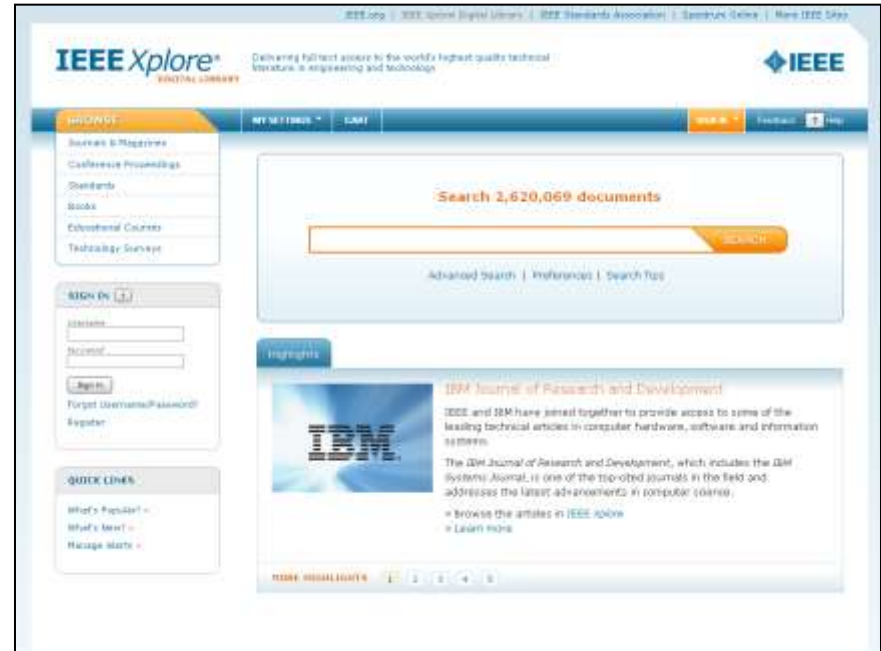 IEEE.org | IEEE Xplore Digital Library | IEEE Standards Association | Spectrum Online | More IEEE Sites
IEEE Xplore®
DIGITAL LIBRARY
Delivering full text access to the world's highest quality technical
literature in engineering and technology
IEEE
BROWSE
MY SETTINGS
CART
SIGN IN
Feedback
? Help
Journals & Magazines
Conference Proceedings
Standards
Books
Educational Courses
Technology Surveys
Search 2,620,069 documents
SEARCH
Advanced Search | Preferences | Search Tips
SIGN IN
Username
Password
Sign In
Forgot Username/Password?
Register
Highlights
IBM
IBM Journal of Research and Development
IEEE and IBM have joined together to provide access to some of the
leading technical articles in computer hardware, software and information
systems.
The IBM Journal of Research and Development, which includes the IBM
Systems Journal, is one of the top-cited journals in the field and
addresses the latest advancements in computer science.
» Browse the articles in IEEE Xplore
» Learn more
QUICK LINKS
What's Popular? »
What's New? »
Manage Alerts »
MORE HIGHLIGHTS 1 2 3 4 5